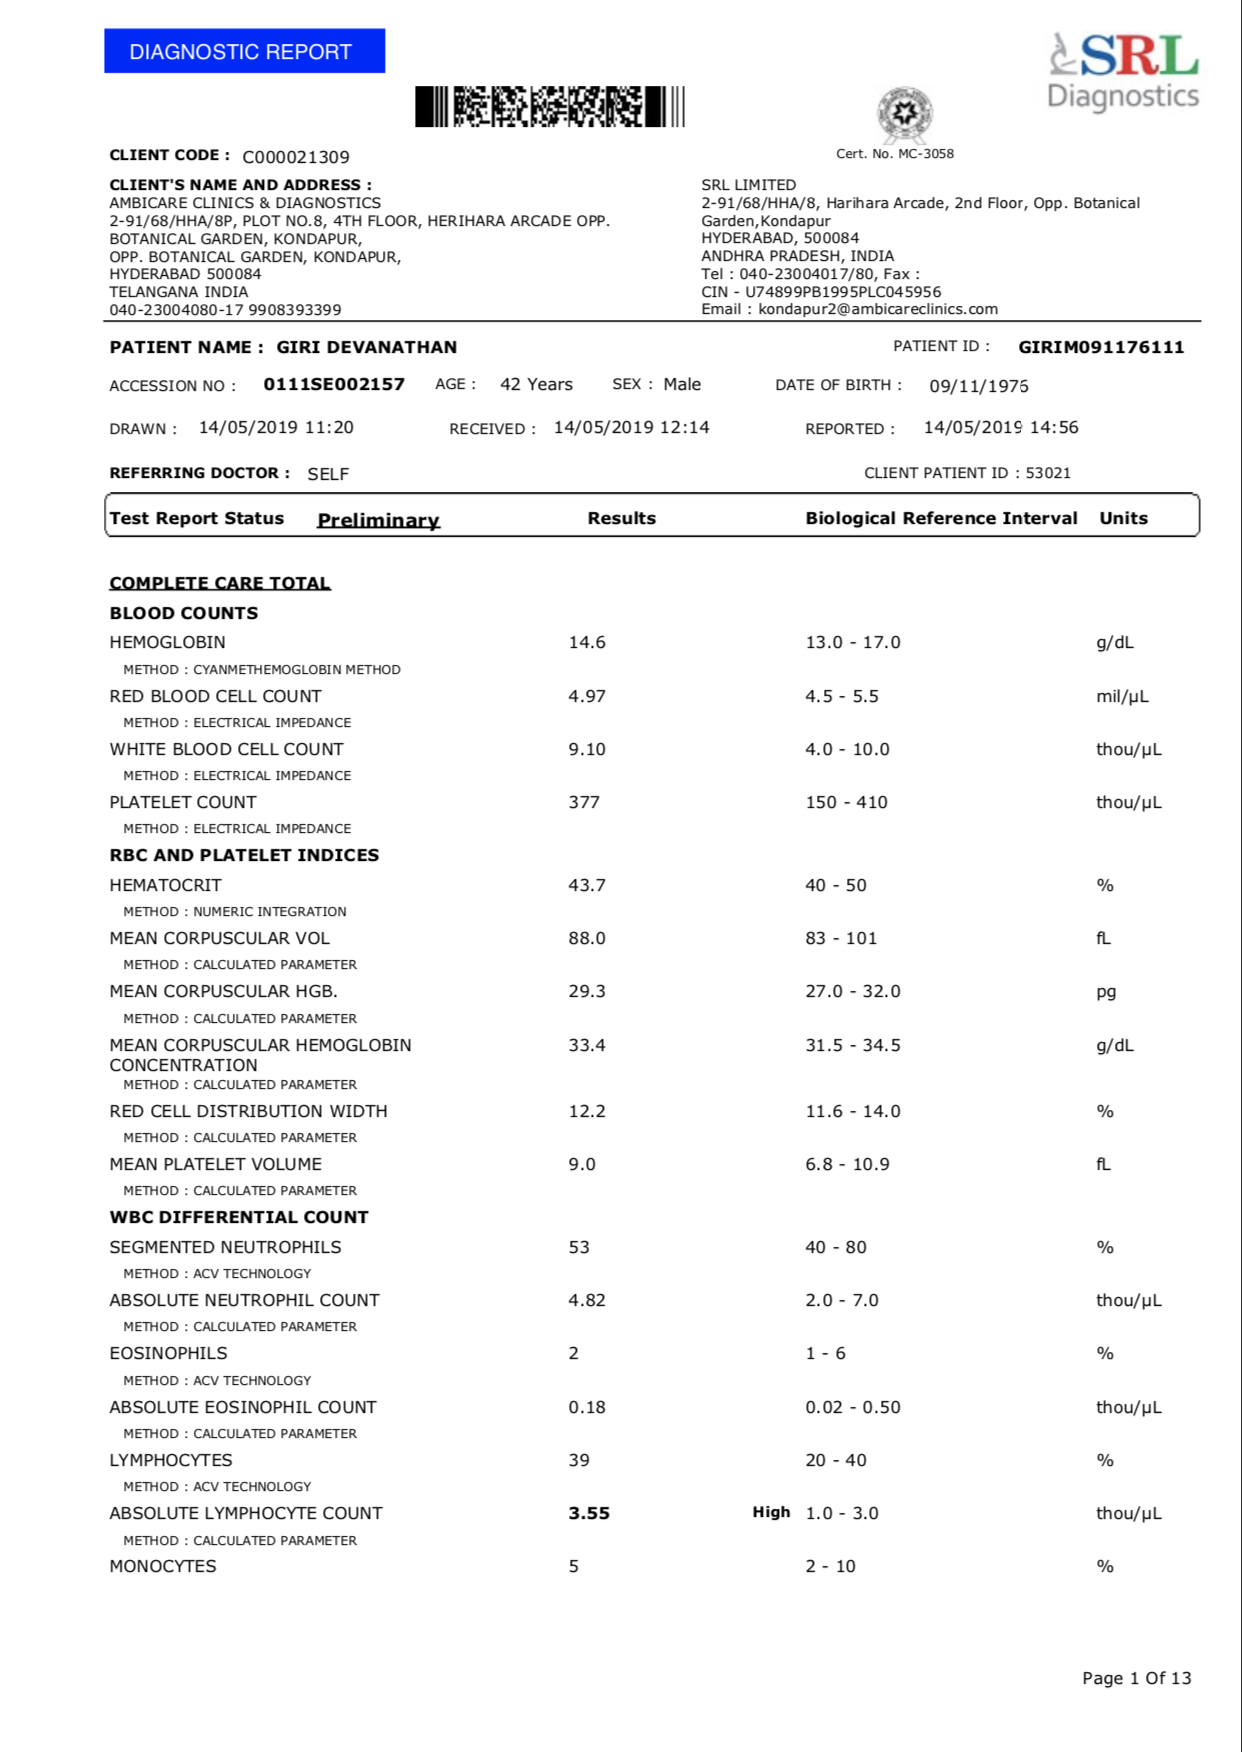 DIAGNOSTIC REPORT
SRL
Diagnostics
Cert. No. MC-3058
CLIENT CODE : C000021309
CLIENT'S NAME AND ADDRESS :
AMBICARE CLINICS & DIAGNOSTICS
2-91/68/HHA/8P, PLOT NO.8, 4TH FLOOR, HERIHARA ARCADE OPP.
BOTANICAL GARDEN, KONDAPUR,
OPP. BOTANICAL GARDEN, KONDAPUR,
HYDERABAD 500084
TELANGANA INDIA
040-23004080-17 9908393399
SRL LIMITED
2-91/68/HHA/8, Harihara Arcade, 2nd Floor, Opp. Botanical
Garden,Kondapur
HYDERABAD, 500084
ANDHRA PRADESH, INDIA
Tel : 040-23004017/80, Fax :
CIN - U74899PB1995PLC045956
Email : kondapur2@ambicareclinics.com
PATIENT NAME : GIRI DEVANATHAN PATIENT ID : GIRIM091176111
ACCESSION NO : 0111SE002157 AGE : 42 Years SEX : Male DATE OF BIRTH : 09/11/1976
DRAWN : 14/05/2019 11:20 RECEIVED : 14/05/2019 12:14 REPORTED : 14/05/2019 14:56
REFERRING DOCTOR : SELF CLIENT PATIENT ID : 53021
Test Report Status Preliminary Results Biological Reference Interval Units
COMPLETE CARE TOTAL
BLOOD COUNTS
HEMOGLOBIN 14.6 13.0 - 17.0 g/dL
METHOD : CYANMETHEMOGLOBIN METHOD
RED BLOOD CELL COUNT 4.97 4.5 - 5.5 mil/µL
METHOD : ELECTRICAL IMPEDANCE
WHITE BLOOD CELL COUNT 9.10 4.0 - 10.0 thou/µL
METHOD : ELECTRICAL IMPEDANCE
PLATELET COUNT 377 150 - 410 thou/µL
METHOD : ELECTRICAL IMPEDANCE
RBC AND PLATELET INDICES
HEMATOCRIT 43.7 40 - 50 %
METHOD : NUMERIC INTEGRATION
MEAN CORPUSCULAR VOL 88.0 83 - 101 fL
METHOD : CALCULATED PARAMETER
MEAN CORPUSCULAR HGB. 29.3 27.0 - 32.0 pg
METHOD : CALCULATED PARAMETER
MEAN CORPUSCULAR HEMOGLOBIN 33.4 31.5 - 34.5 g/dL
CONCENTRATION
METHOD : CALCULATED PARAMETER
RED CELL DISTRIBUTION WIDTH 12.2 11.6 - 14.0 %
METHOD : CALCULATED PARAMETER
MEAN PLATELET VOLUME 9.0 6.8 - 10.9 fL
METHOD : CALCULATED PARAMETER
WBC DIFFERENTIAL COUNT
SEGMENTED NEUTROPHILS 53 40 - 80 %
METHOD : ACV TECHNOLOGY
ABSOLUTE NEUTROPHIL COUNT 4.82 2.0 - 7.0 thou/µL
METHOD : CALCULATED PARAMETER
EOSINOPHILS 2 1 - 6 %
METHOD : ACV TECHNOLOGY
ABSOLUTE EOSINOPHIL COUNT 0.18 0.02 - 0.50 thou/µL
METHOD : CALCULATED PARAMETER
LYMPHOCYTES 39 20 - 40 %
METHOD : ACV TECHNOLOGY
ABSOLUTE LYMPHOCYTE COUNT 3.55 High 1.0 - 3.0 thou/µL
METHOD : CALCULATED PARAMETER
MONOCYTES 5 2 - 10 %
Page 1 Of 13